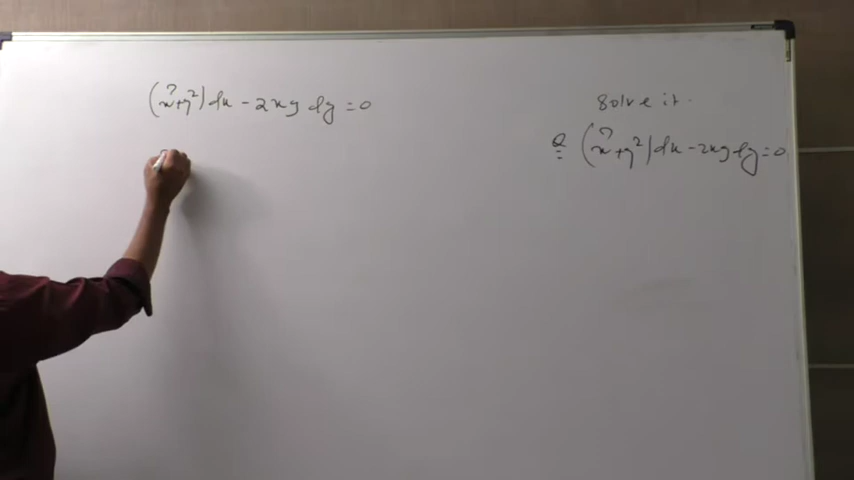 (x²+y²)dx - 2xy dy = 0
Solve it.
Q (x²+y²)dx - 2xy dy = 0